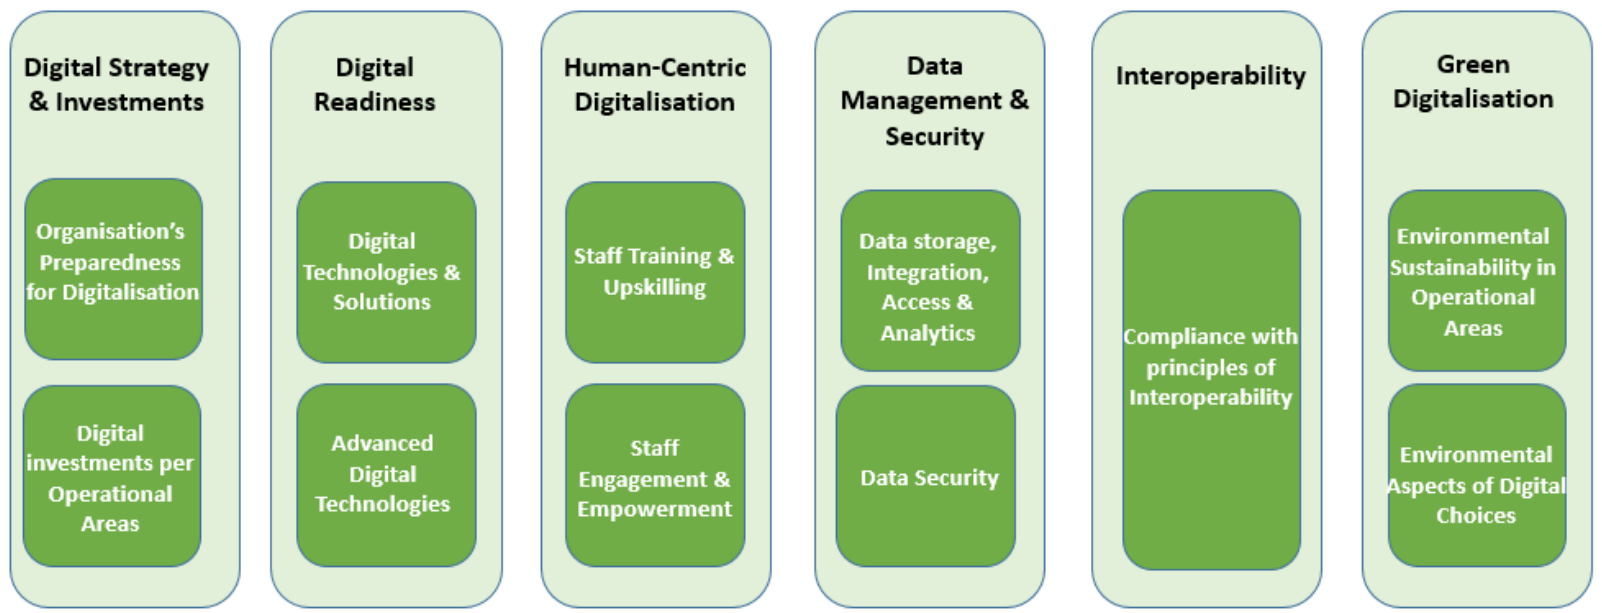 Digital Strategy
& Investments
Organisation's
Preparedness
for Digitalisation
Digital
investments per
Operational
Areas
Digital
Readiness
Digital
Technologies &
Solutions
Advanced
Digital
Technologies
Human-Centric
Digitalisation
Staff Training &
Upskilling
Staff
Engagement &
Empowerment
Data
Management &
Security
Data storage,
Integration,
Access &
Analytics
Data Security
Interoperability
Compliance with
principles of
Interoperability
Green
Digitalisation
Environmental
Sustainability in
Operational
Areas
Environmental
Aspects of Digital
Choices